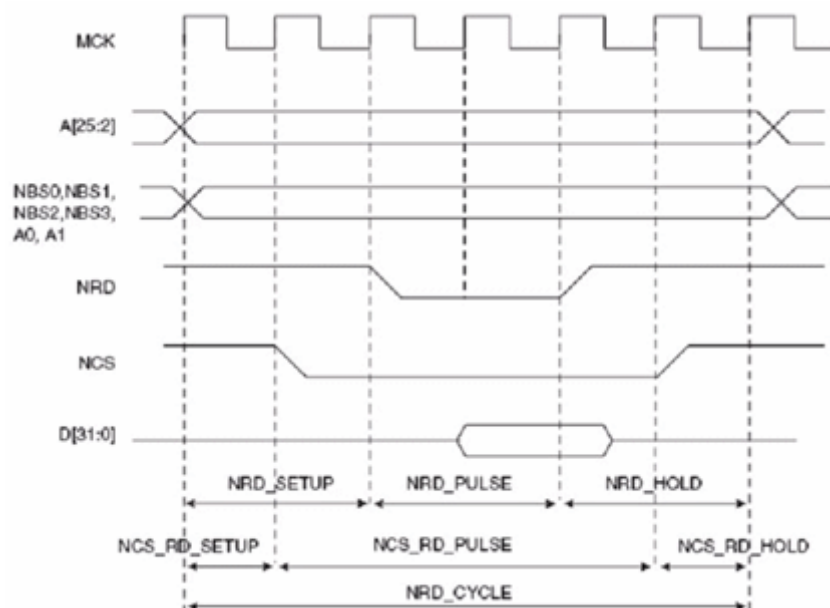 MCK
A[25:2]
NBS0,NBS1,
NBS2,NBS3,
A0, A1
NRD
NCS
D[31:0]
NRD_SETUP NRD_PULSE NRD_HOLD
NCS_RD_SETUP NCS_RD_PULSE NCS_RD_HOLD
NRD_CYCLE